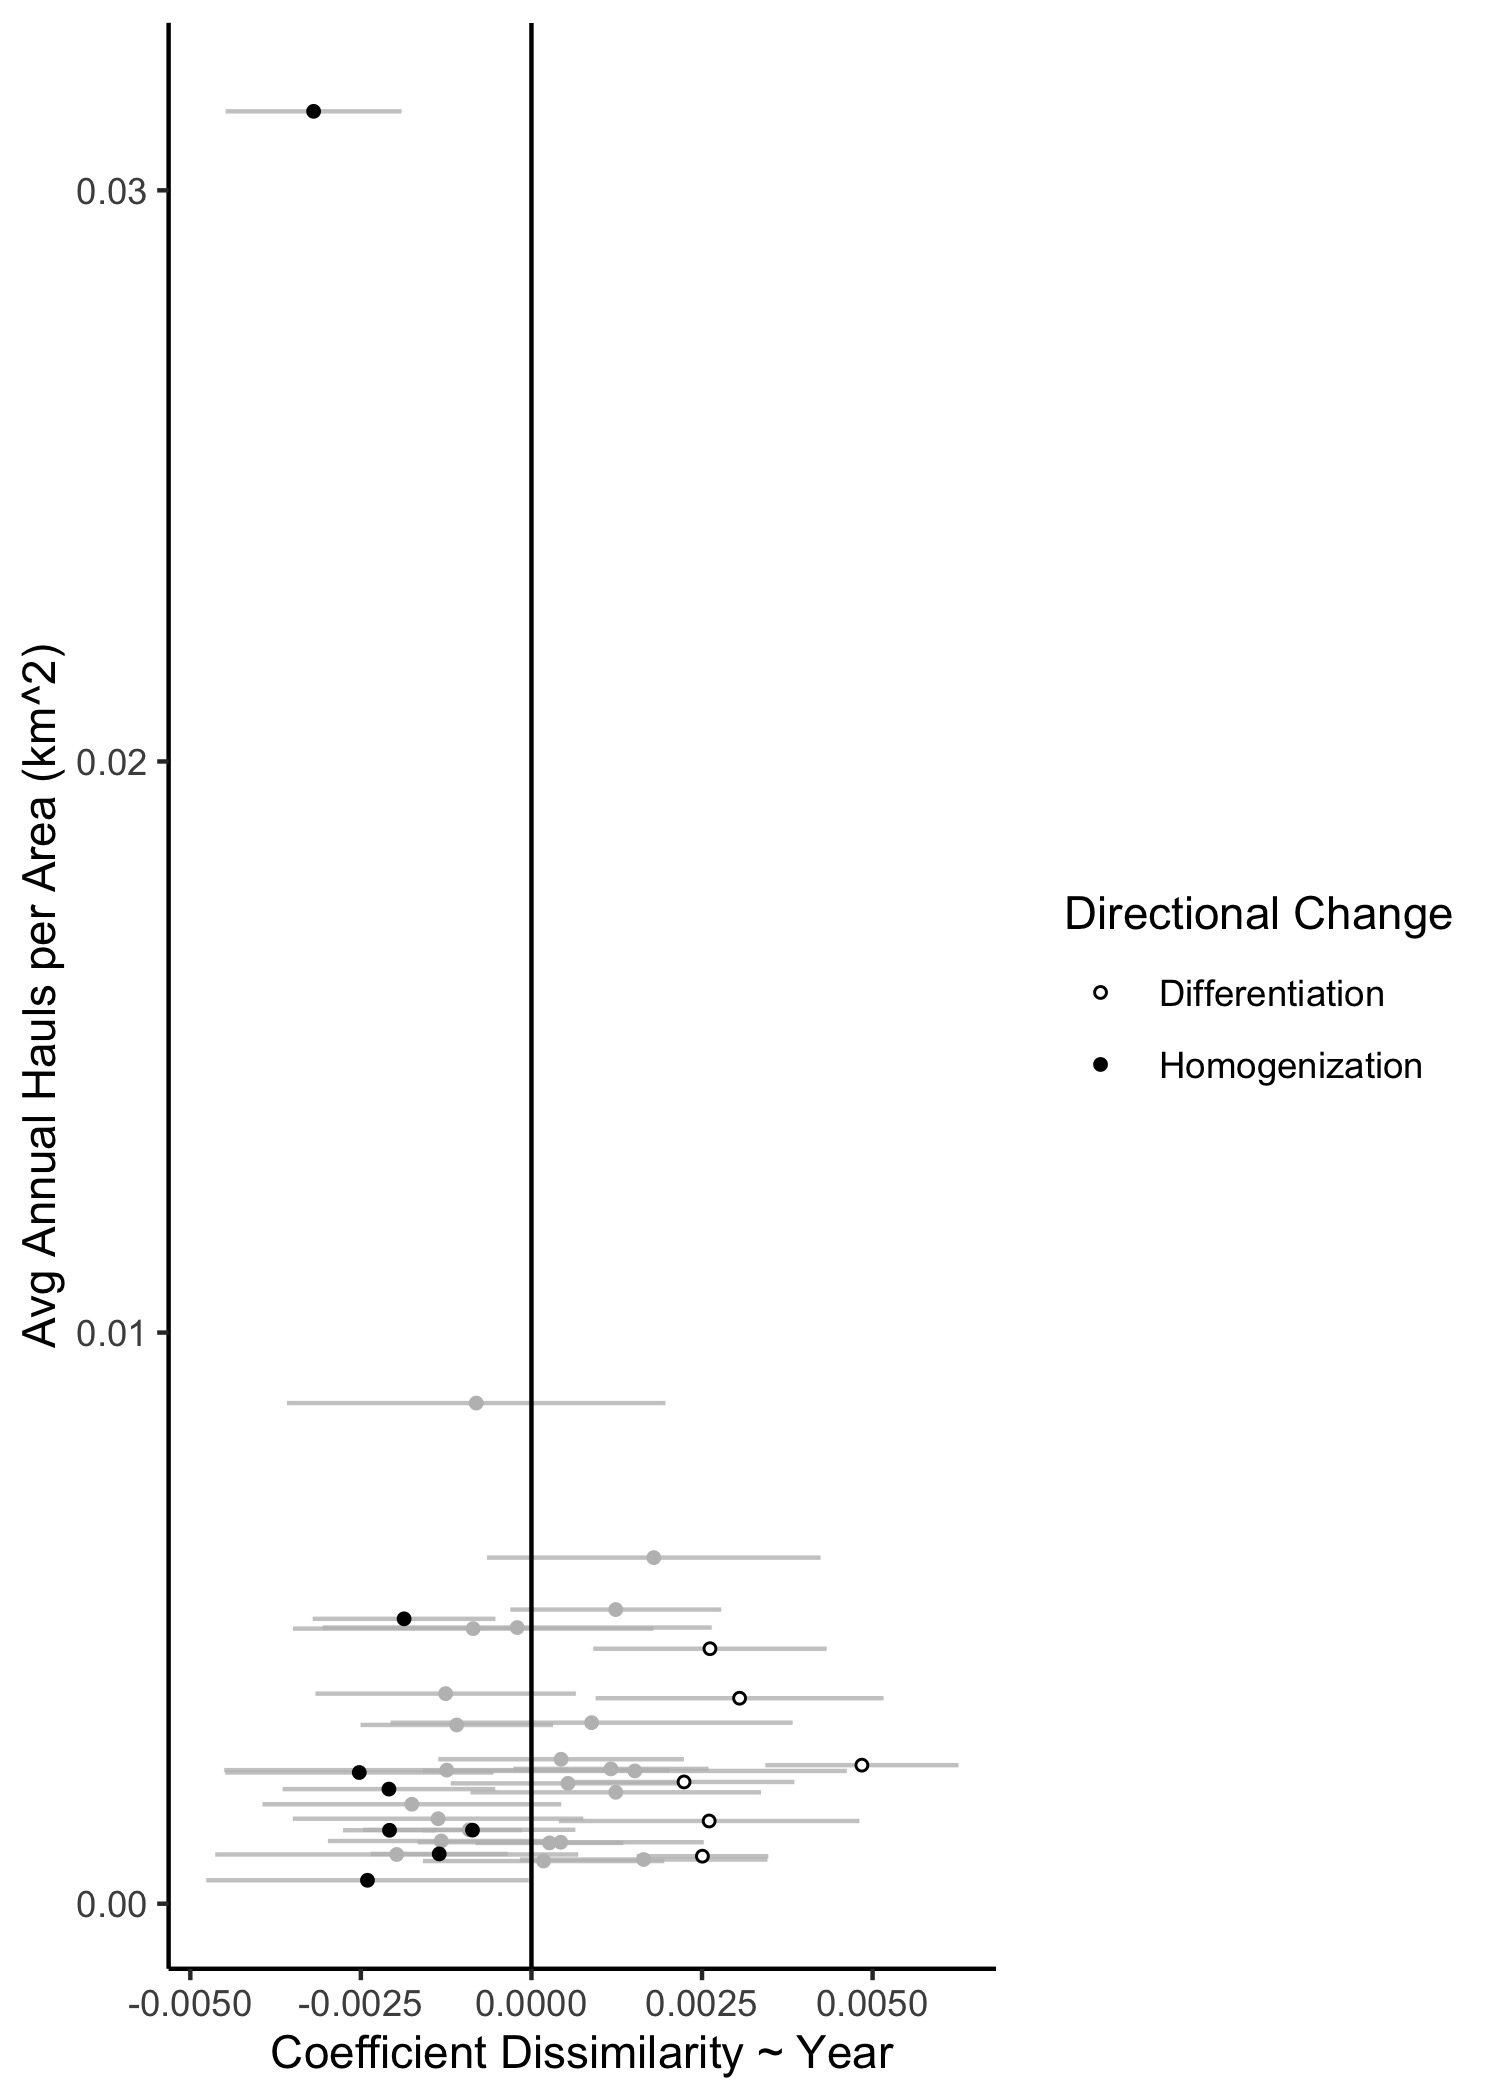 Avg Annual Hauls per Area (km^2)
0.03
0.02
0.01
0.00
-0.0050 -0.0025 0.0000 0.0025 0.0050
Coefficient Dissimilarity ~ Year
Directional Change
Differentiation
Homogenization